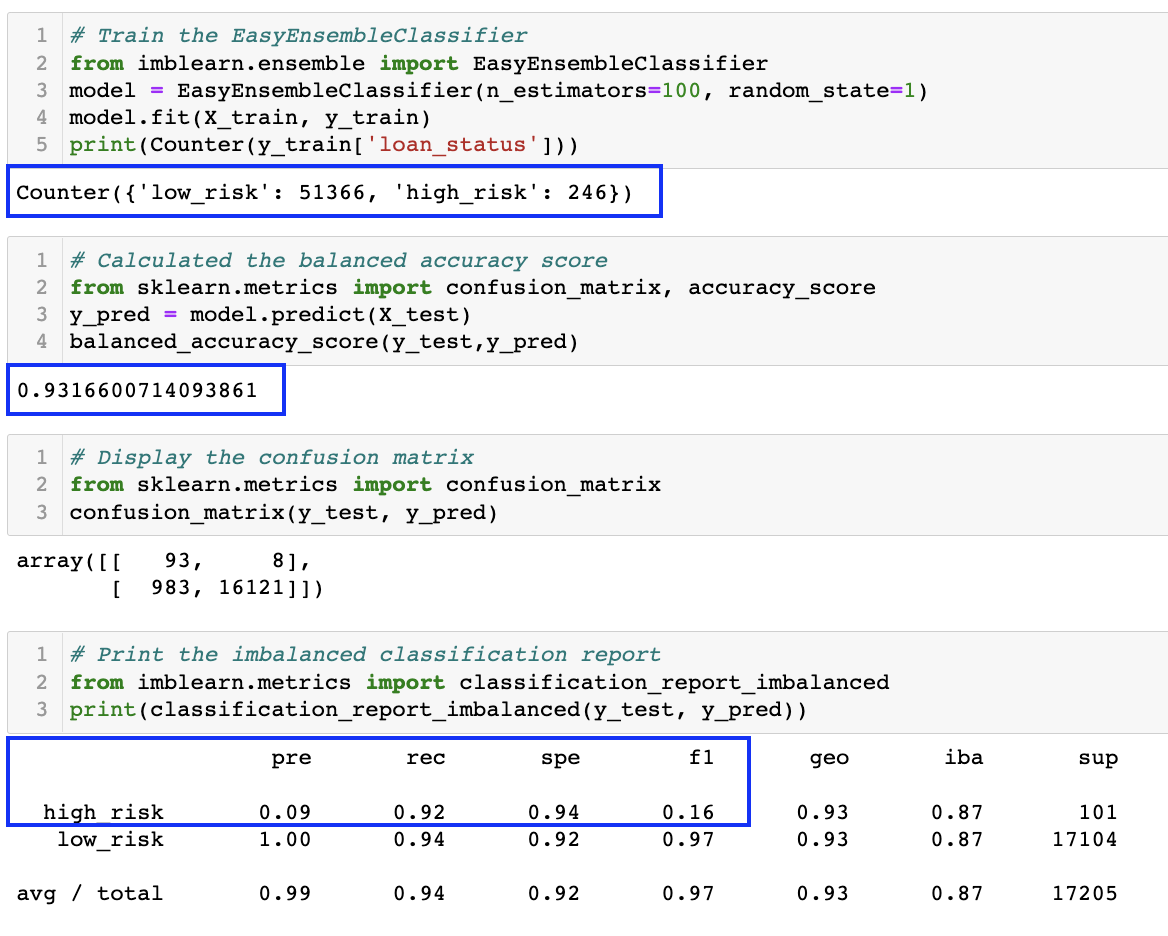 1 # Train the EasyEnsembleClassifier
2 from imblearn.ensemble import EasyEnsembleClassifier
3 model = EasyEnsembleClassifier(n_estimators=100, random_state=1)
4 model.fit(X_train, y_train)
5 print(Counter(y_train['loan_status']))
Counter({'low_risk': 51366, 'high_risk': 246})
1 # Calculated the balanced accuracy score
2 from sklearn.metrics import confusion_matrix, accuracy_score
3 y_pred = model.predict(X_test)
4 balanced_accuracy_score(y_test,y_pred)
0.9316600714093861
1 # Display the confusion matrix
2 from sklearn.metrics import confusion_matrix
3 confusion_matrix(y_test, y_pred)
array([[   93,     8],
       [  983, 16121]])
1 # Print the imbalanced classification report
2 from imblearn.metrics import classification_report_imbalanced
3 print(classification_report_imbalanced(y_test, y_pred))
pre rec spe f1 geo iba sup
high_risk 0.09 0.92 0.94 0.16 0.93 0.87 101
low_risk 1.00 0.94 0.92 0.97 0.93 0.87 17104
avg / total 0.99 0.94 0.92 0.97 0.93 0.87 17205